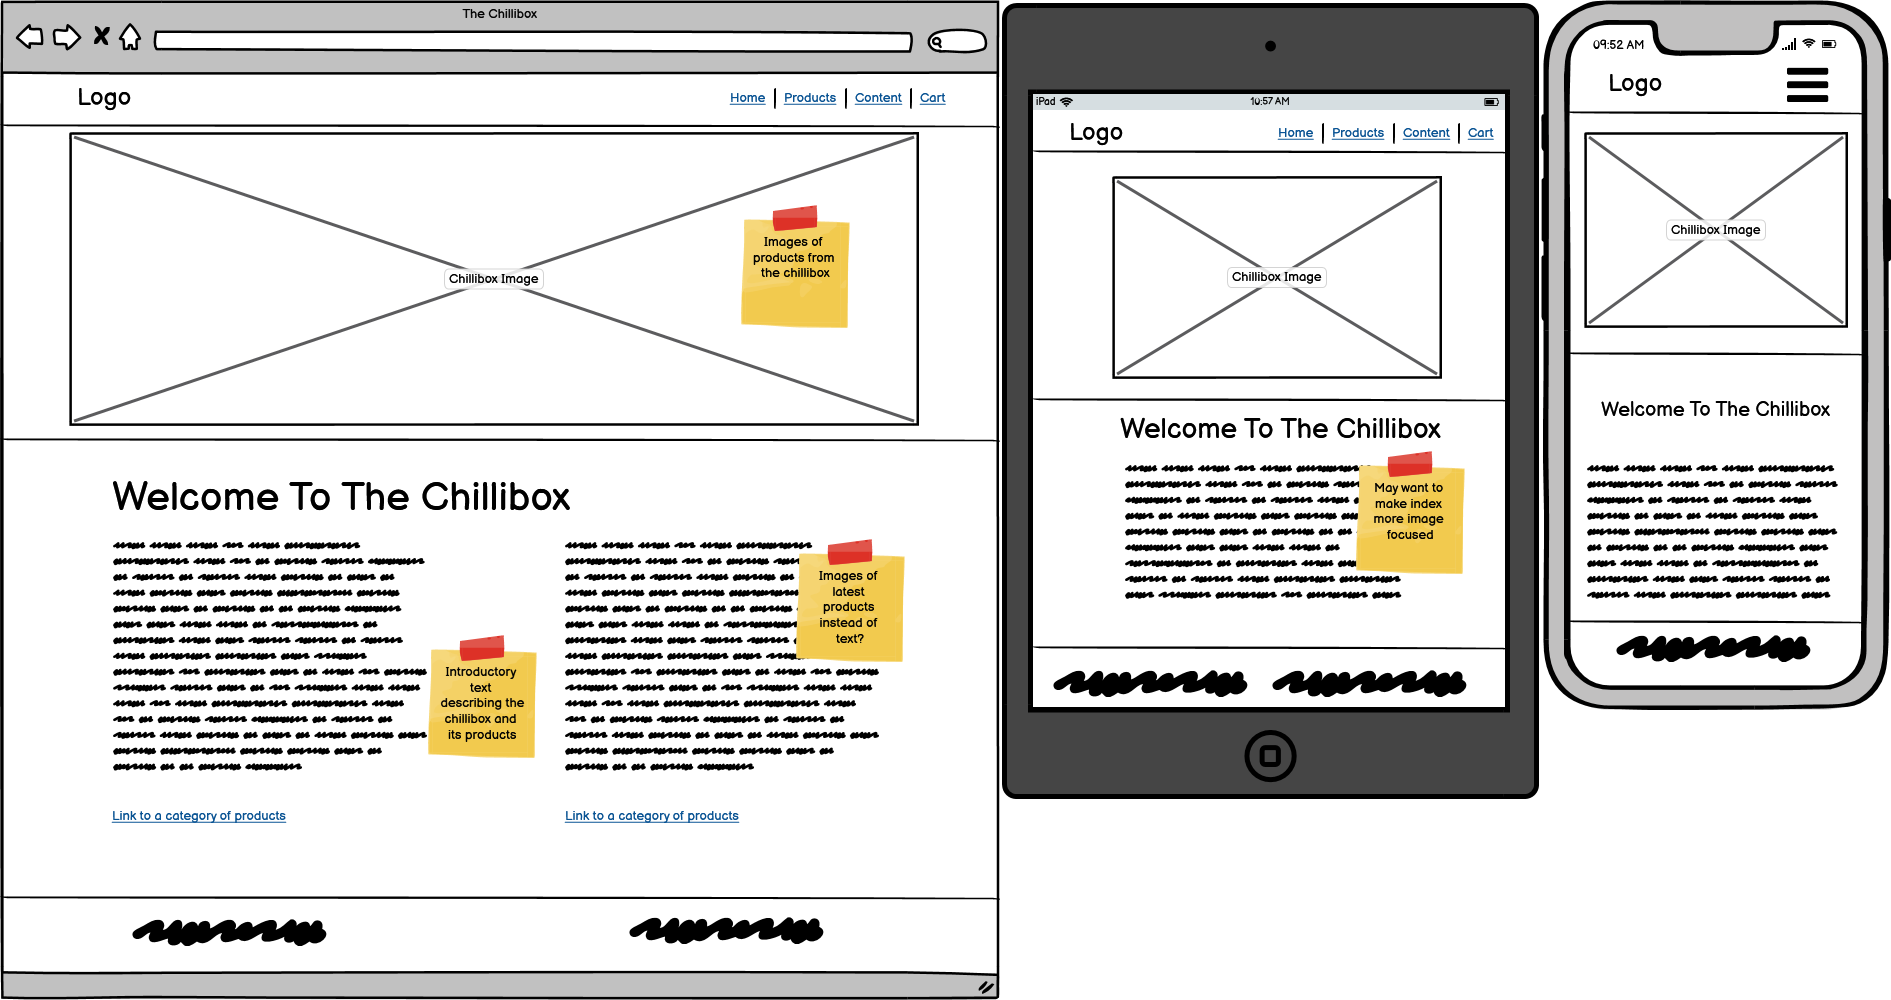 The Chillibox
Logo
Home | Products | Content | Cart
Chillibox Image
Images of
products from
the chillibox
Welcome To The Chillibox
Introductory
text
describing the
chillibox and
its products
Images of
latest
products
instead of
text?
Link to a category of products
Link to a category of products
iPad
10:57 AM
Logo
Home | Products | Content | Cart
Chillibox Image
Welcome To The Chillibox
May want to
make index
more image
focused
09:52 AM
Logo
Chillibox Image
Welcome To The Chillibox